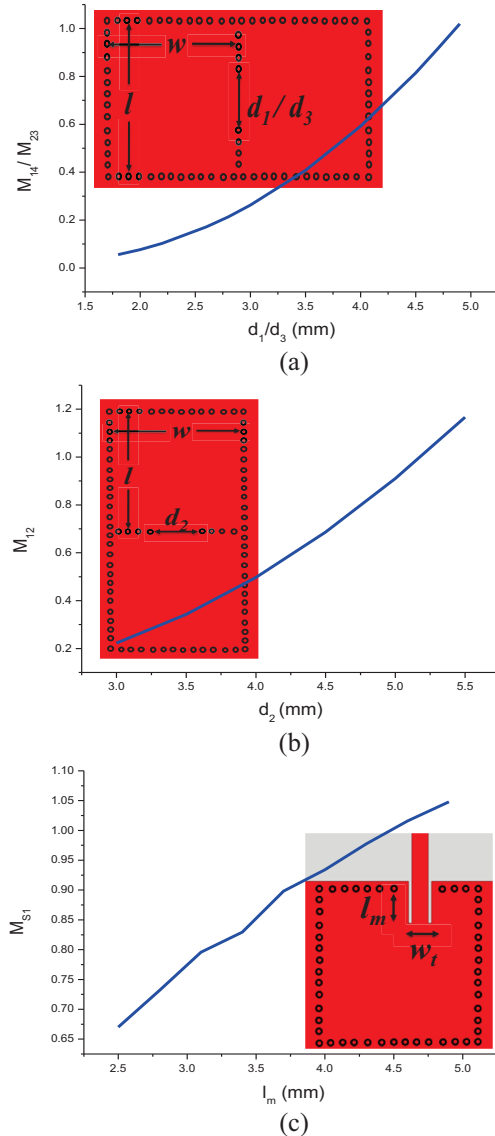 1.0
0.8
0.6
0.4
0.2
0.0
M14/ M23
w
l
d1/d3
1.5 2.0 2.5 3.0 3.5 4.0 4.5 5.0
d1/d3 (mm)
(a)
1.2
1.0
0.8
0.6
0.4
0.2
M12
w
l
d2
3.0 3.5 4.0 4.5 5.0 5.5
d2 (mm)
(b)
1.10
1.05
1.00
0.95
0.90
0.85
0.80
0.75
0.70
0.65
MS1
lm
wt
2.5 3.0 3.5 4.0 4.5 5.0
lm (mm)
(c)